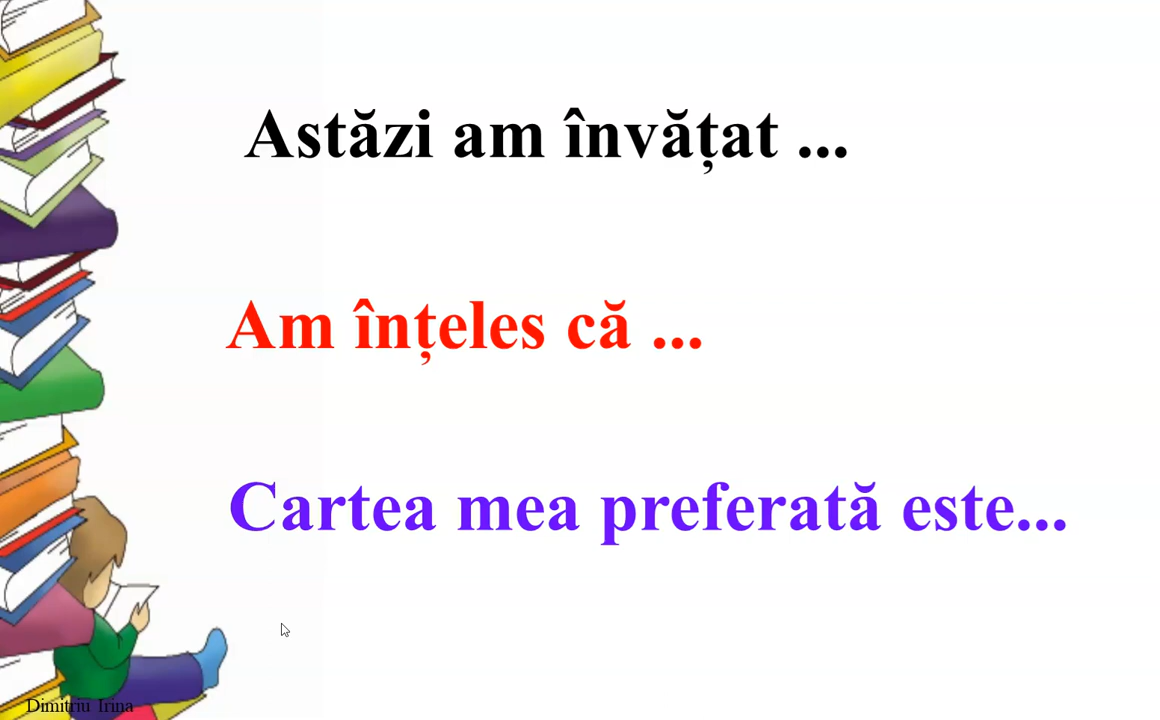 Astăzi am învățat ...
Am înțeles că ...
Cartea mea preferată este...
Dimitriu Irina